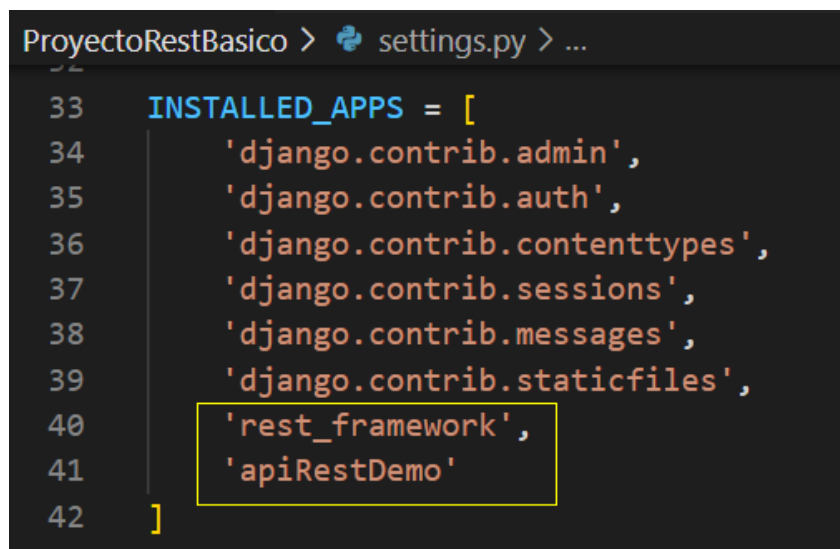 ProyectoRestBasico > settings.py > ...
33 INSTALLED_APPS = [
34 'django.contrib.admin',
35 'django.contrib.auth',
36 'django.contrib.contenttypes',
37 'django.contrib.sessions',
38 'django.contrib.messages',
39 'django.contrib.staticfiles',
40 'rest_framework',
41 'apiRestDemo'
42 ]